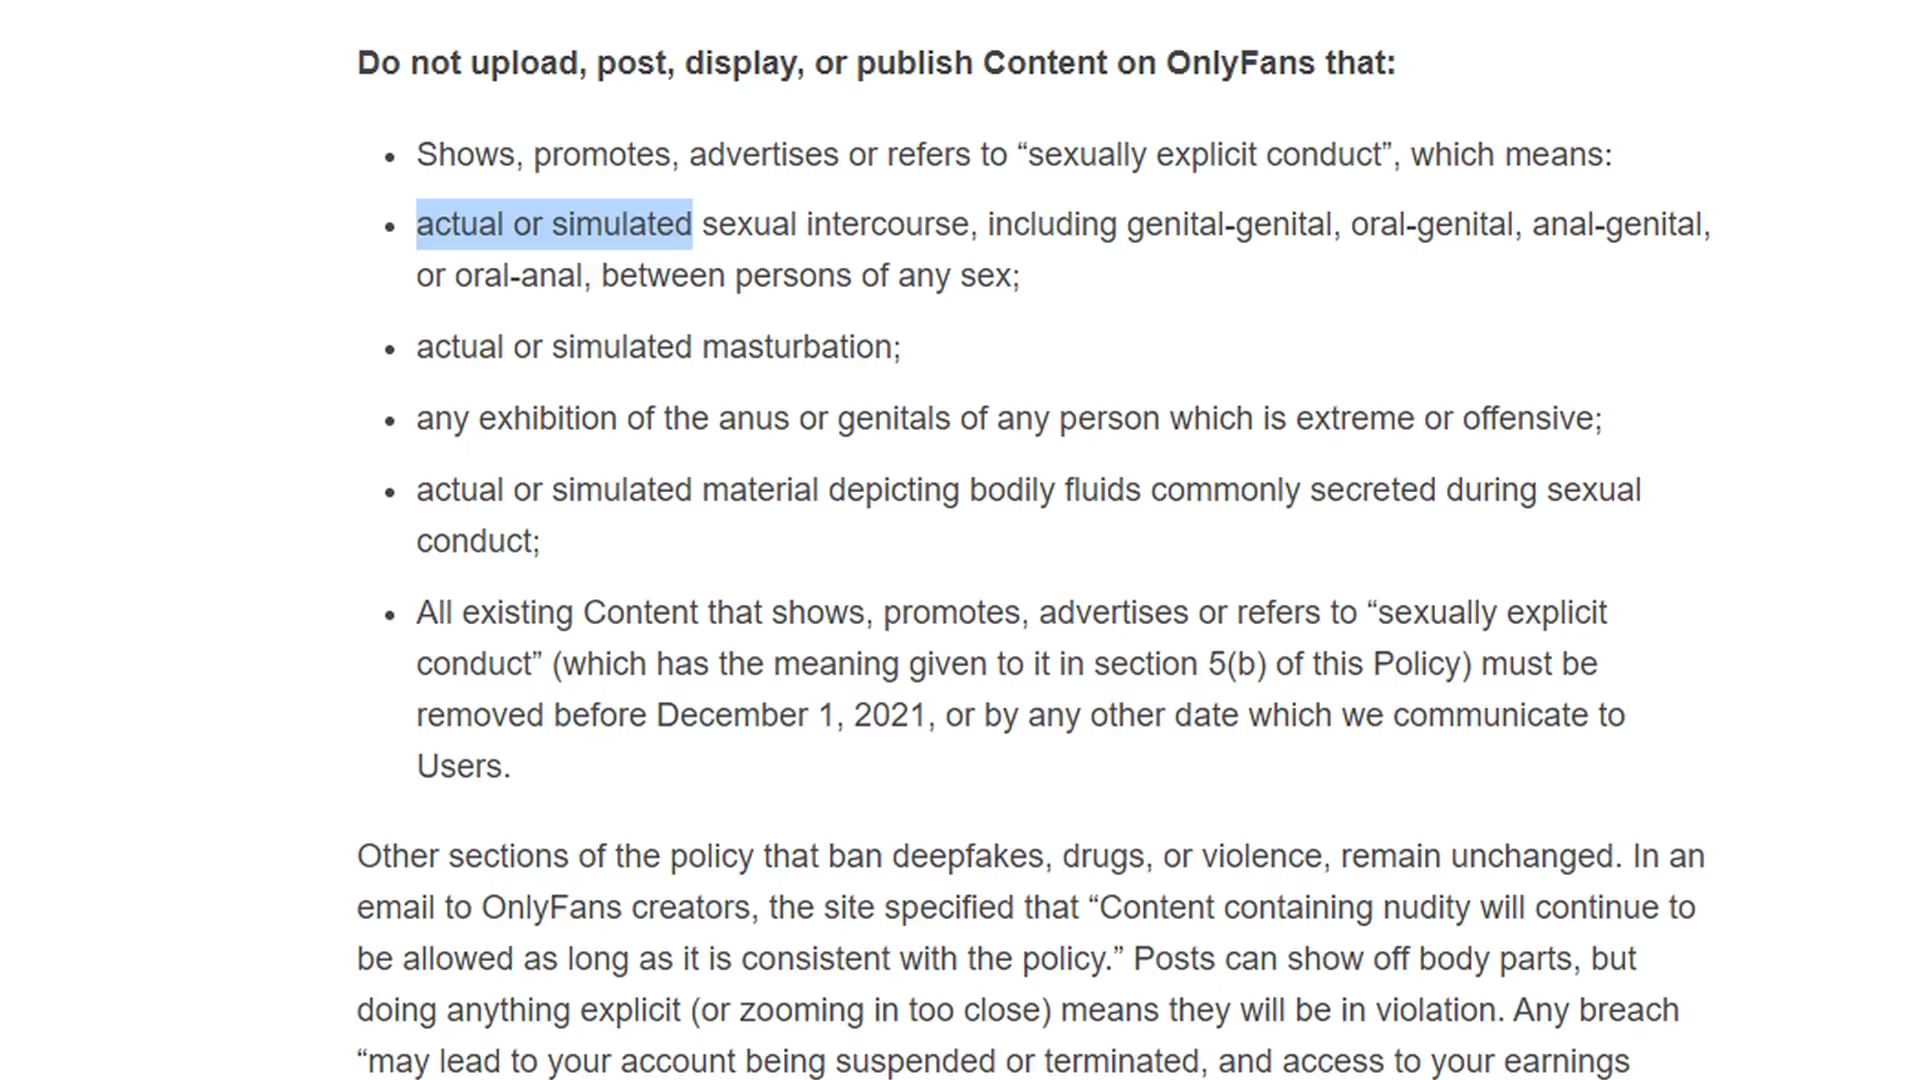 Do not upload, post, display, or publish Content on OnlyFans that:
• Shows, promotes, advertises or refers to “sexually explicit conduct”, which means:
• actual or simulated sexual intercourse, including genital-genital, oral-genital, anal-genital,
or oral-anal, between persons of any sex;
• actual or simulated masturbation;
• any exhibition of the anus or genitals of any person which is extreme or offensive;
• actual or simulated material depicting bodily fluids commonly secreted during sexual
conduct;
• All existing Content that shows, promotes, advertises or refers to “sexually explicit
conduct” (which has the meaning given to it in section 5(b) of this Policy) must be
removed before December 1, 2021, or by any other date which we communicate to
Users.
Other sections of the policy that ban deepfakes, drugs, or violence, remain unchanged. In an
email to OnlyFans creators, the site specified that “Content containing nudity will continue to
be allowed as long as it is consistent with the policy.” Posts can show off body parts, but
doing anything explicit (or zooming in too close) means they will be in violation. Any breach
“may lead to your account being suspended or terminated, and access to your earnings